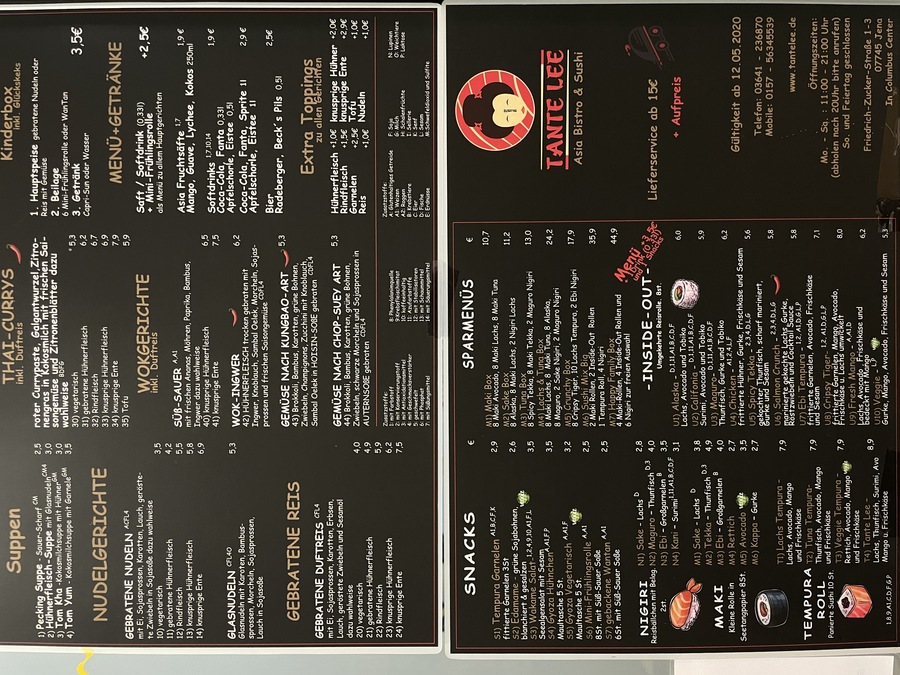 Suppen
1) Pecking Suppe - Sauer-Scharf CM 2,5
2) Hühnerfleisch-Suppe mit Glasnudeln CM4 3,0
3) Tom Kha -Kokosmilchsuppe mit Hühner GM 3,0
4) Tom Yum - Kokosmilchsuppe mit Garnele GM 3,5
NUDELGERICHTE
GEBRATENE NUDELN ACFL4
mit Ei, Sojasprossen, Karotten, Lauch, geröste-
te Zwiebeln in Sojasoße dazu wahlweise
10) vegetarisch 3,5
11) gebratene Hühnerfleisch 4,2
12) Rindfleisch 5,5
13) knusprige Hühnerfleisch 5,8
14) knusprige Ente 6,9
GLASNUDELN CFL4O 5,3
Glasnudeln mit Karoten, Bambus-
sprossen, Morcheln, Sojasprossen,
Lauch in Sojasoße
GEBRATENE REIS
GEBRATENE DUFTREIS CFL4
mit Ei, Sojasprossen, Karotten, Erbsen,
Lauch, geröstete Zwiebeln und Sesamöl
dazu wahlweise
20) vegetarisch 4,0
21) gebratene Hühnerfleisch 4,9
22) Rindfleisch 5,9
23) knusprige Hühnerfleisch 6,2
24) knusprige Ente 7,5
THAI-CURRYS
inkl. Duftreis
roter Currypaste, Galgantwurzel,Zitro-
nengras in Kokosmilch mit frischen Sai-
songemüse und Zitronenblätter dazu
wahlweise BDFG
30) vegetarisch 5,3
31) gebratene Hühnerfleisch 6,2
32) Rindfleisch 6,7
33) knusprige Hühnerfleisch 6,9
34) knusprige Ente 7,9
35) Tofu 5,9
WOKGERICHTE
inkl. Duftreis
SÜß-SAUER A,A1
mit frischen Ananas, Möhren, Paprika, Bambus,
Ingwer dazu wahlweise
40) knusprige Hühnerfleisch 6,5
41) knusprige Ente 7,5
WOK-INGWER 6,2
42) HÜHNERFLEISCH trocken gebraten mit
Ingwer, Knoblauch, Sambal Oelek, Morcheln, Sojas-
prossen und frischen Saisongemüse CDFL4
GEMÜSE NACH KUNGBAO-ART 5,3
43) Brokkoli, Bambus, Karotten, grüne Bohnen,
Zwiebeln, Champignons, Zucchini mit Knoblauch,
Sambal Oelek in HOISIN-SOßE gebraten CDFL4
GEMÜSE NACH CHOP-SUEY ART 5,3
44) Brokkoli, Bambus, Karotten, grüne Bohnen,
Zwiebeln, schwarze Morcheln und Sojasprossen in
AUTERNSOßE gebraten CDFL4
Kinderbox
inkl. Glückskeks
1. Hauptspeise gebratene Nudeln oder
Reis mit Gemüse
2. Beilage
6 Mini-Frühlingsrolle oder WanTan
3. Getränk 3,5€
Capri-Sun oder Wasser
MENÜ+GETRÄNKE
Saft / Softdrink (0,33l) +2,5€
+ Mini-Frühlingsrolle
als Menü zu allem Hauptgerichten
Asia Fruchtsäfte 1,7 1,9 €
Mango, Guave, Lychee, Kokos 250ml
Softdrinks 1,7,10,14 1,9 €
Coca-Cola, Fanta 0,33l
Apfelschorle, Eistee 0,5l
Coca-Cola, Fanta, Sprite 1l 2,9 €
Apfelschorle, Eistee 1l
Bier 2,5€
Radeberger, Beck´s Pils 0,5l
Extra Toppings
zu allen Gerichten
Hühnerfleisch +1,0€ knusprige Hühner +2,0€
Rindfleisch +1,5€ knusprige Ente +2,9€
Garnelen +2,5€ Tofu +1,0€
Reis +1,0€ Nudeln +1,0€
Zusatzstoffe:
1: mit Farbstoff
2: mit Konservierungstoff
3: mit Antioxidationsmittel
4: mit Geschmacksverstärker
5: geschwefelt
6: mit Phosphat
7: mit Süßungsmittel
8: Phenylalaninquelle
9:Krebsfleischimitat
10: koffeeinhaltig
11: Azofarbstoffe
12: mit Stabilisatoren
13: mit Schaummittel
14: mit Säuerungsmittel
Zusatzstoffe:
A: Glutenhaltiges Getreide
A1: Weizen
A2: Roggen
B: Krebstiere
C: Eier
D: Fische
E: Erdnüsse
F: Soja
G: Milch
H: Schalenfrüchte
I: Sellerie
K: Senf
L: Sesam
M:Schwefeldioxid und Sulfite
N: Lupinen
O: Weichtiere
P: Laktose
SNACKS €
S1) Tempura Garnelen A1,B,C,F,K 2,9
fittierte Garnelen 3St
S2) Edamame - grüne Sojabohnen, 3,5
blanchiert & gesalzen
S3) Wakame Salat 1,2,4,9,10,A1,F,L 3,5
Seealgensalat mit Sesam
S4) Gyoza Hühnchen A1,F,P 3,5
Maultasche 5 St.
S5) Gyoza Vegetarisch A1,F,P 3,2
Maultasche 5 St.
S6) Mini-Frühlingsrolle A,A1 2,5
8St. mit Süß-Sauer Soße
S7) gebackene Wantan A,A1 2,5
6St. mit Süß-Sauer Soße
NIGIRI
Reisbällchen mit Belag.
2st.
N1) Sake - Lachs D 2,8
N2) Maguro - Thunfisch D,3 4,0
N3) Ebi - Großgarnelen B 3,5
N4) Kani - Surimi 1,11,A1,B,C,D,F 3,1
MAKI
Kleine Rolle in
Seetangpapier 8St.
M1) Sake - Lachs D 3,8
M2) Tekka - Thunfisch D,3 4,9
M3) Ebi - Großgarnelen B 4,0
M4) Rettich 2,7
M5) Avocado 3,5
M6) Kappa - Gurke 2,7
TEMPURA
ROLL
Panierte Sushi 10 St.
1,8,9,A1,C,D,F,G,P
T1) Lachs Tempura - 7,9
Lachs, Avocado, Mango
und Frischkäse
T2) Tuna Tempura- 7,9
Thunfisch, Avocado, Mango
und Frischkäse
T3) Veggie Tempura - 7,9
Rettich, Avocado, Mango
und Frischkäse
T4) Tante Lee - 8,9
Lachs, Thunfisch, Surimi, Avo
Mango u. Frischkäse
SPARMENÜS €
M1) Maki Box 10,7
8 Maki Avocado, 8 Maki Lachs, 8 Maki Tuna
M2) Sake Box 11,2
8 Alaska, 8 Maki Lachs, 2 Nigiri Lachs
M3) Tuna Box 13,0
8 Spicy Tekka, 8 Maki Tekka, 2 Maguro Nigiri
M4) Lachs & Tuna Box 24,2
8 Maki Lachs, 8 Maki Tuna, 8 Alaska,
8 Maguro, 2 Sake Nigiri, 2 Maguro Nigiri
M5) Crunchy Box 17,9
8 Cripsy Tiger, 10 Lachs Tempura, 2 Ebi Nigiri
M6) Sushi Mix Big 35,9
2 Maki Rollen, 2 Inside-Out Rollen
1 Tempura Roll, 4 Nigiri
M7) Happy Family Box 44,9
4 Maki-Rollen, 4 Inside-Out Rollen und
6 Nigiri zur freien Auswahl
Menü +3,5€
1 Drink (0,33l)
und 1 Snacks
-INSIDE-OUT-
Umgekehrte Reisrolle. 8st.
U1) Alaska - D,1,11,A1,B,C,D,F 6,0
Lachs, Avocado und Tobiko
U2) Califonia - D,1,11,A1,B,C,D,F 5,9
Surimi, Avocado und Tobiko
U3) Maguro- D,1,11,A1,B,C,D,F 6,2
Thunfisch, Gurke und Tobiko
U4) Chicken - A1,2,4,L,F 5,6
frittierte Hühner, Gurke, Frischkäse und Sesam
U5) Spicy Tekka - 2,3,4,D,L,G 5,6
gekochter Thunfisch, scharf mariniert,
Gurke und Sesam
U6) Salmon Crunch - 2,3,4,D,L,G 5,8
marinierte gekochte Lachs, Gurke,
Röstzwiebeln und Cocktail Sauce
U7) Ebi Tempura - 1,2, A1,D,G,L,P 7,1
frittierte Garnelen, Avocado, Frischkäse
und Sesam
U8) Cripsy Tiger- 1,2, A1,D,G,L,P 8,0
frittierte Garnelen, Mango, Avocado,
Frischkäse u. Lachs umwickelt
U9) Fresh Mango - A,A1,D 8,4
Lachs, Avocado , Frischkäse und
bedeckt mit Mango
U10) Veggie - L,P 5,3
Gurke, Mango, Avocado, Frischkäse und Sesam
TANTE LEE
Asia Bistro & Sushi
Lieferservice ab 15€
+ Aufpreis
Gültigkeit ab 12.05.2020
Telefon: 03641 - 236870
Mobile: 0157 - 56345539
www.tantelee.de
Öffnungszeiten:
Mo. - Sa. : 11:00 - 21:00 Uhr
(abholen nach 20Uhr bitte anrufen)
So. und Feiertag geschlossen
Friedrich-Zucker-Straße 1-3
07745 Jena
In Columbus Center